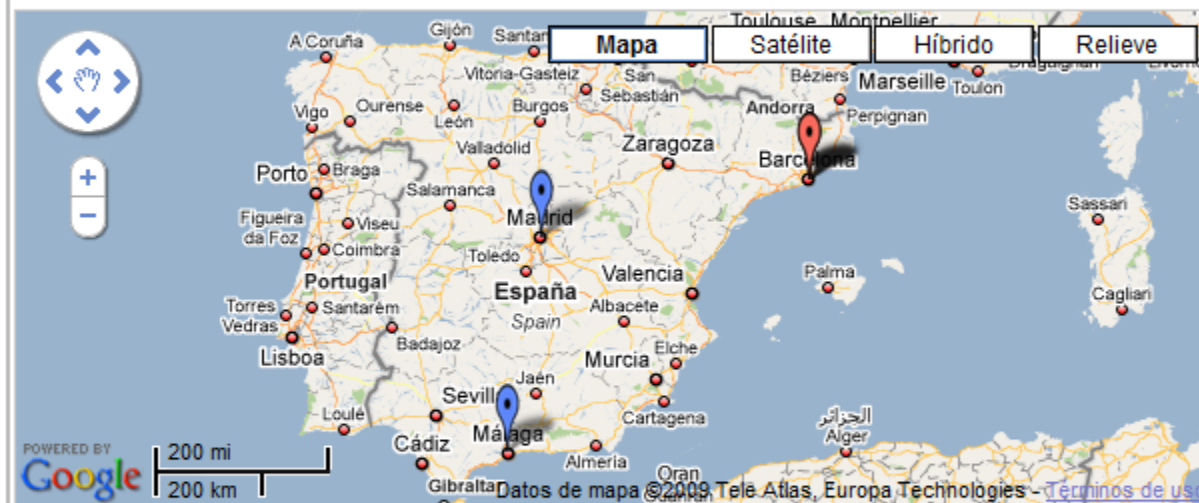 Toulouse Montpellier
Mapa
Satélite
Híbrido
Relieve
A Coruña
Gijón
Vitoria-Gasteiz
San
Sebastián
Béziers
Marseille
Toulon
Vigo
Ourense
León
Burgos
Andorra
Perpignan
Valladolid
Zaragoza
Barcelona
Porto
Braga
Salamanca
Madrid
Sassari
Figueira
da Foz
Viseu
Coimbra
Toledo
Valencia
Palma
Portugal
España
Spain
Albacete
Cagliari
Torres
Vedras
Santarém
Lisboa
Badajoz
Murcia
Elche
Jaén
Sevilla
Cartagena
Loulé
Málaga
Cádiz
Almería
الجزائر
Alger
Oran
Gibraltar
POWERED BY
Google
200 mi
200 km
Datos de mapa ©2009 Tele Atlas, Europa Technologies - Términos de us